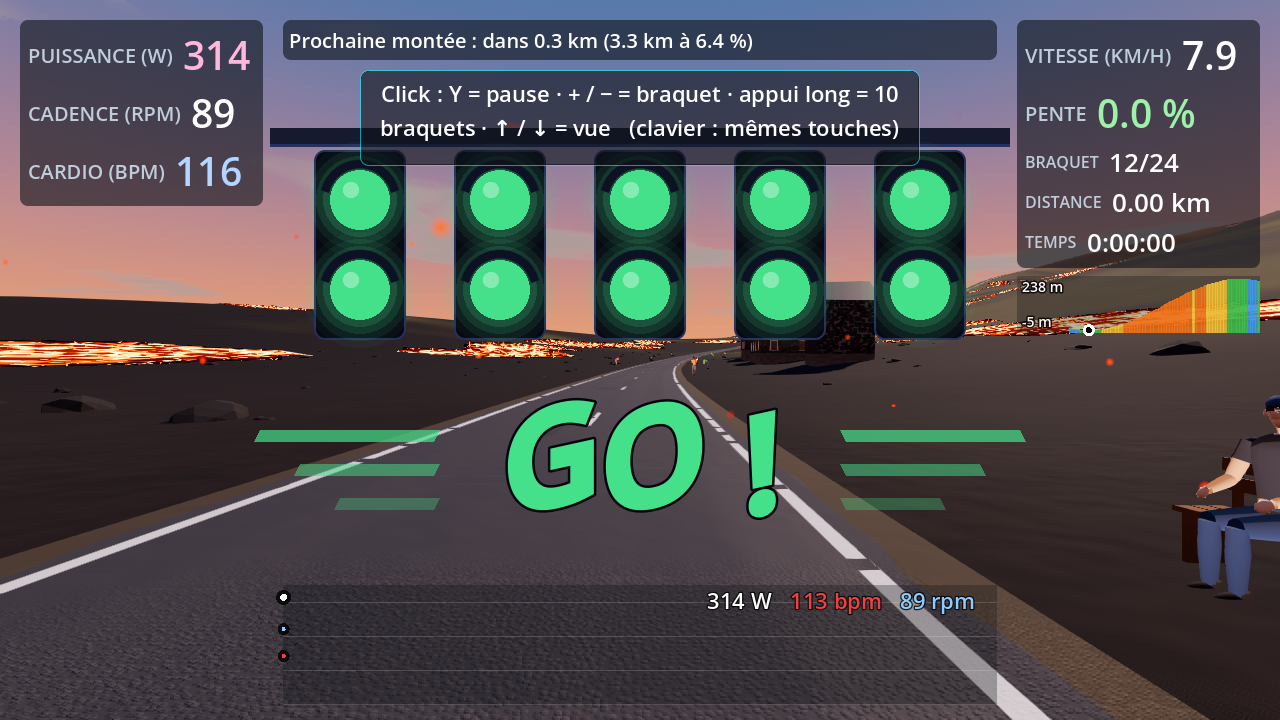 PUISSANCE (W) 314
CADENCE (RPM) 89
CARDIO (BPM) 116
Prochaine montée : dans 0.3 km (3.3 km à 6.4 %)
Click : Y = pause · + / − = braquet · appui long = 10
braquets · ↑ / ↓ = vue (clavier : mêmes touches)
VITESSE (KM/H) 7.9
PENTE 0.0 %
BRAQUET 12/24
DISTANCE 0.00 km
TEMPS 0:00:00
238 m
-5 m
GO !
314 W 113 bpm 89 rpm